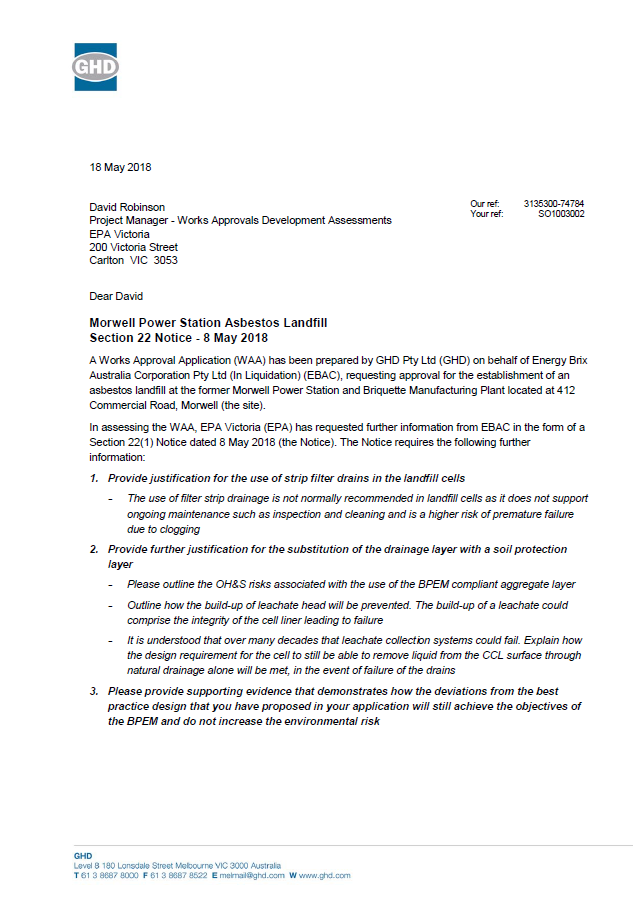 GHD
18 May 2018
David Robinson
Project Manager - Works Approvals Development Assessments
EPA Victoria
200 Victoria Street
Carlton VIC 3053
Our ref: 3135300-74784
Your ref: SO1003002
Dear David
Morwell Power Station Asbestos Landfill
Section 22 Notice - 8 May 2018
A Works Approval Application (WAA) has been prepared by GHD Pty Ltd (GHD) on behalf of Energy Brix
Australia Corporation Pty Ltd (In Liquidation) (EBAC), requesting approval for the establishment of an
asbestos landfill at the former Morwell Power Station and Briquette Manufacturing Plant located at 412
Commercial Road, Morwell (the site).
In assessing the WAA, EPA Victoria (EPA) has requested further information from EBAC in the form of a
Section 22(1) Notice dated 8 May 2018 (the Notice). The Notice requires the following further
information:
1. Provide justification for the use of strip filter drains in the landfill cells
- The use of filter strip drainage is not normally recommended in landfill cells as it does not support
ongoing maintenance such as inspection and cleaning and is a higher risk of premature failure
due to clogging
2. Provide further justification for the substitution of the drainage layer with a soil protection
layer
- Please outline the OH&S risks associated with the use of the BPEM compliant aggregate layer
- Outline how the build-up of leachate head will be prevented. The build-up of a leachate could
comprise the integrity of the cell liner leading to failure
- It is understood that over many decades that leachate collection systems could fail. Explain how
the design requirement for the cell to still be able to remove liquid from the CCL surface through
natural drainage alone will be met, in the event of failure of the drains
3. Please provide supporting evidence that demonstrates how the deviations from the best
practice design that you have proposed in your application will still achieve the objectives of
the BPEM and do not increase the environmental risk
GHD
Level 8 180 Lonsdale Street Melbourne VIC 3000 Australia
T 61 3 8687 8000 F 61 3 8687 8522 E melmail@ghd.com W www.ghd.com